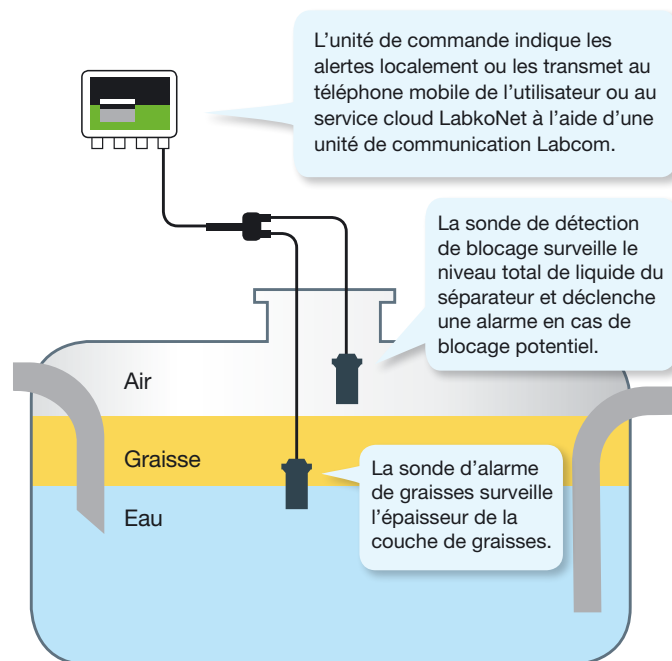 L’unité de commande indique les
alertes localement ou les transmet au
téléphone mobile de l’utilisateur ou au
service cloud LabkoNet à l’aide d’une
unité de communication Labcom.
La sonde de détection
de blocage surveille le
niveau total de liquide du
séparateur et déclenche
une alarme en cas de
blocage potentiel.
Air
Graisse
La sonde d’alarme
de graisses surveille
l’épaisseur de la
couche de graisses.
Eau